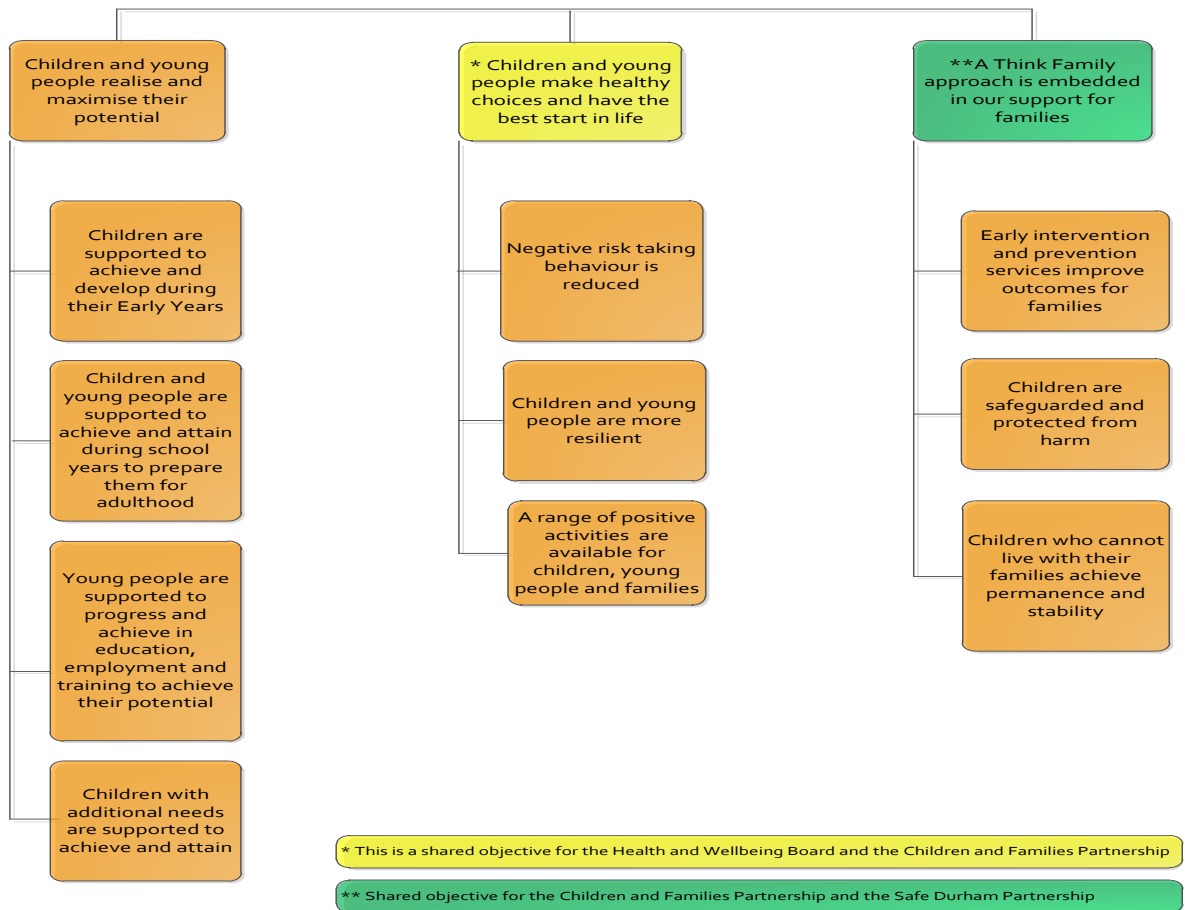 Children and young
people realise and
maximise their
potential
Children are
supported to
achieve and
develop during
their Early Years
Children and
young people are
supported to
achieve and attain
during school
years to prepare
them for
adulthood
Young people are
supported to
progress and
achieve in
education,
employment and
training to achieve
their potential
Children with
additional needs
are supported to
achieve and attain
* Children and young
people make healthy
choices and have the
best start in life
Negative risk taking
behaviour is
reduced
Children and young
people are more
resilient
A range of positive
activities are
available for
children, young
people and families
**A Think Family
approach is embedded
in our support for
families
Early intervention
and prevention
services improve
outcomes for
families
Children are
safeguarded and
protected from
harm
Children who cannot
live with their
families achieve
permanence and
stability
* This is a shared objective for the Health and Wellbeing Board and the Children and Families Partnership
** Shared objective for the Children and Families Partnership and the Safe Durham Partnership